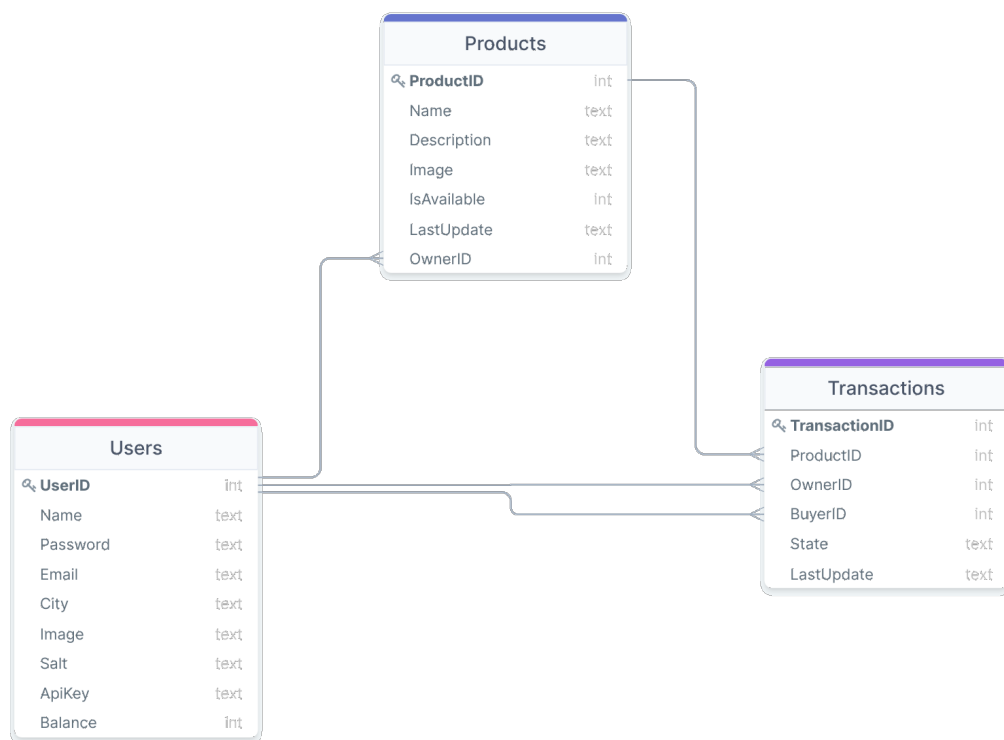 Products
ProductID int
Name text
Description text
Image text
IsAvailable int
LastUpdate text
OwnerID int
Transactions
TransactionID int
ProductID int
OwnerID int
BuyerID int
State text
LastUpdate text
Users
UserID int
Name text
Password text
Email text
City text
Image text
Salt text
ApiKey text
Balance int